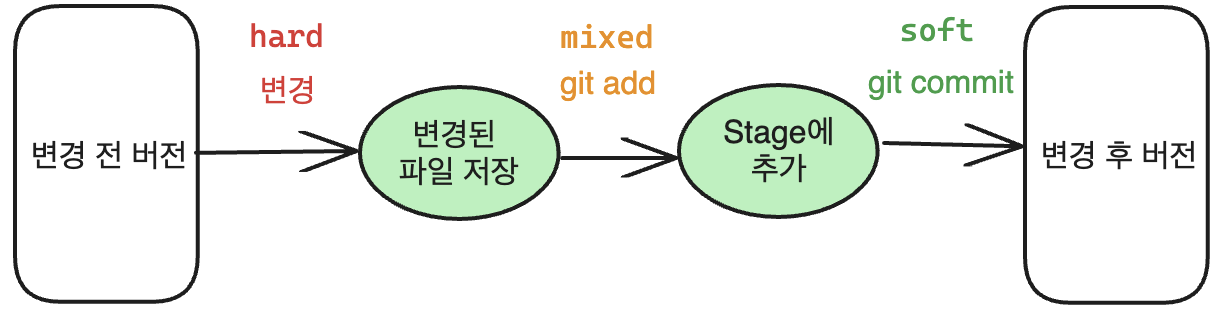 변경 전 버전
hard
변경
변경된
파일 저장
mixed
git add
Stage에
추가
soft
git commit
변경 후 버전